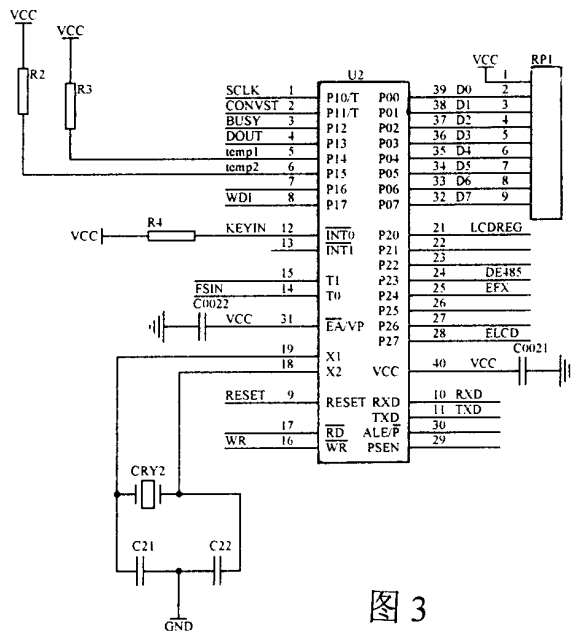 VCC
VCC
R2
R3
U2
VCC
RP1
SCLK 1 P10/T P00 39 D0 2
CONVST 2 P11/T P01 38 D1 3
BUSY 3 P12 P02 37 D2 4
DOUT 4 P13 P03 36 D3 5
temp1 5 P14 P04 35 D4 6
temp2 6 P15 P05 34 D5 7
7 P16 P06 33 D6 8
WDI 8 P17 P07 32 D7 9
1
R4
VCC
KEYIN 12 INT0 P20 21 LCDREG
13 INT1 P21 22
P22 23
15 T1 P23 24 DE485
FSIN 14 T0 P24 25 EFX
P25 26
C0022
VCC 31 EA/VP P26 27
P27 28 ELCD
19 X1
18 X2 VCC 40 VCC C0021
RESET 9 RESET RXD 10 RXD
TXD 11 TXD
17 RD ALE/P 30
WR 16 WR PSEN 29
CRY2
C21
C22
GND
图 3